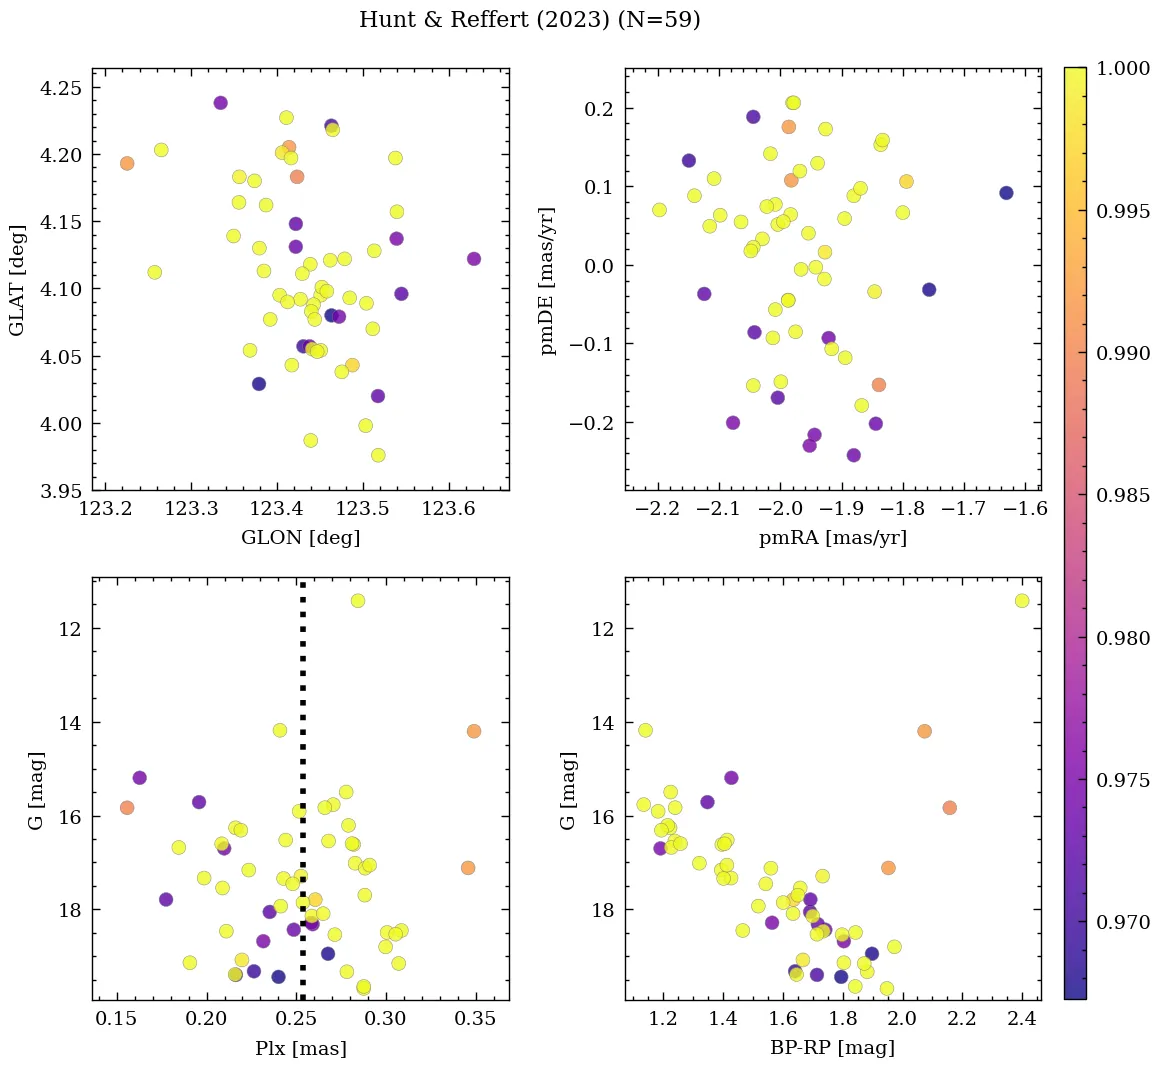 Hunt & Reffert (2023) (N=59)
4.25
4.20
4.15
4.10
4.05
4.00
3.95
GLAT [deg]
123.2 123.3 123.4 123.5 123.6
GLON [deg]
0.2
0.1
0.0
−0.1
−0.2
pmDE [mas/yr]
−2.2 −2.1 −2.0 −1.9 −1.8 −1.7 −1.6
pmRA [mas/yr]
12
14
16
18
G [mag]
0.15 0.20 0.25 0.30 0.35
Plx [mas]
12
14
16
18
G [mag]
1.2 1.4 1.6 1.8 2.0 2.2 2.4
BP-RP [mag]
1.000
0.995
0.990
0.985
0.980
0.975
0.970